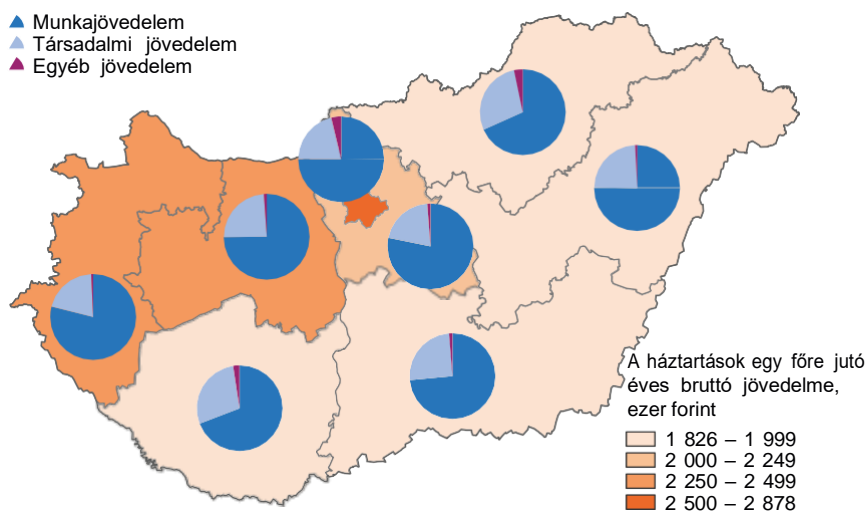 Munkajövedelem
Társadalmi jövedelem
Egyéb jövedelem
A háztartások egy főre jutó
éves bruttó jövedelme,
ezer forint
1 826 – 1 999
2 000 – 2 249
2 250 – 2 499
2 500 – 2 878